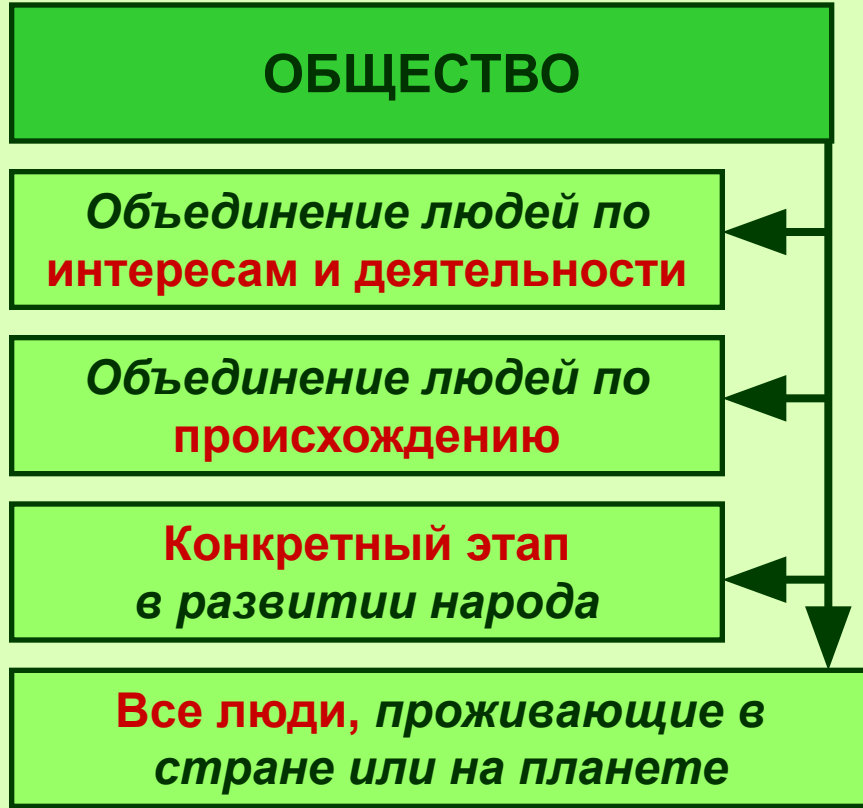 ОБЩЕСТВО
Объединение людей по
интересам и деятельности
Объединение людей по
происхождению
Конкретный этап
в развитии народа
Все люди, проживающие в
стране или на планете